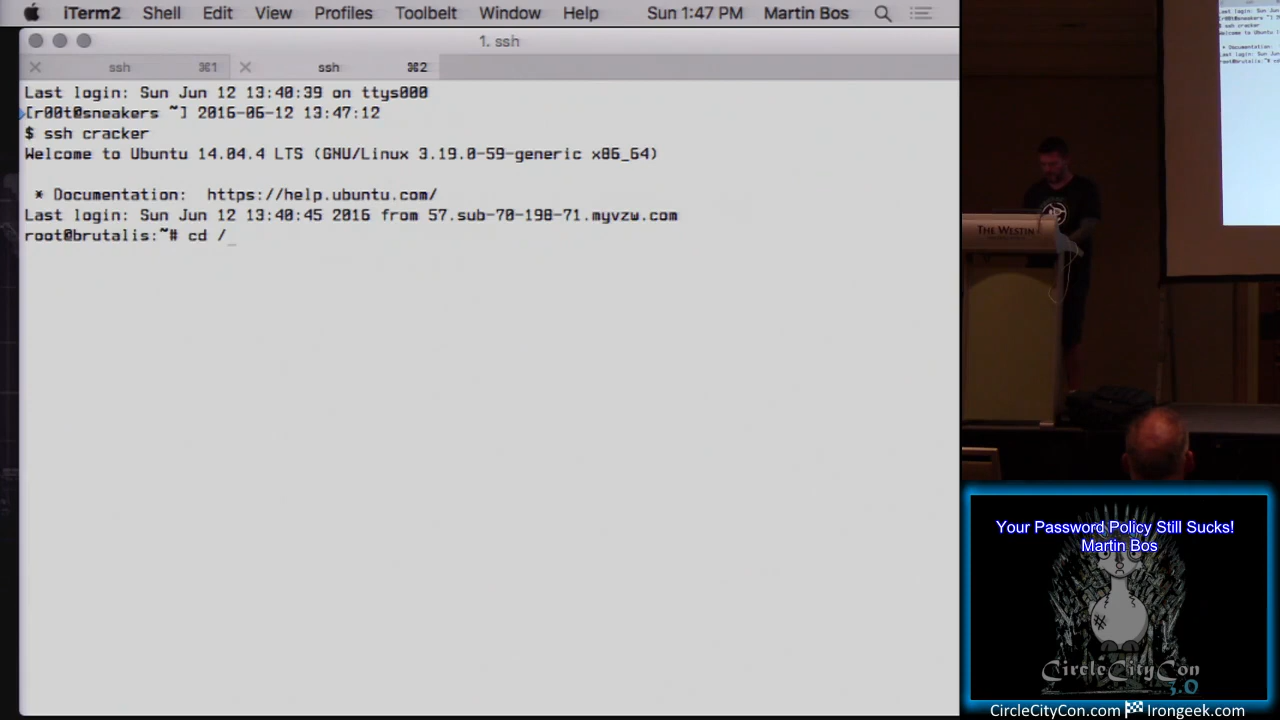 iTerm2 Shell Edit View Profiles Toolbelt Window Help Sun 1:47 PM Martin Bos
1. ssh
ssh ⌘1 ssh ⌘2
Last login: Sun Jun 12 13:40:39 on ttys000
[r00t@sneakers ~] 2016-06-12 13:47:12
$ ssh cracker
Welcome to Ubuntu 14.04.4 LTS (GNU/Linux 3.19.0-59-generic x86_64)
* Documentation: https://help.ubuntu.com/
Last login: Sun Jun 12 13:40:45 2016 from 57.sub-70-198-71.myvzw.com
root@brutalis:~# cd /_
THE WESTIN
Your Password Policy Still Sucks!
Martin Bos
CircleCityCon
3.0
CircleCityCon.com Irongeek.com